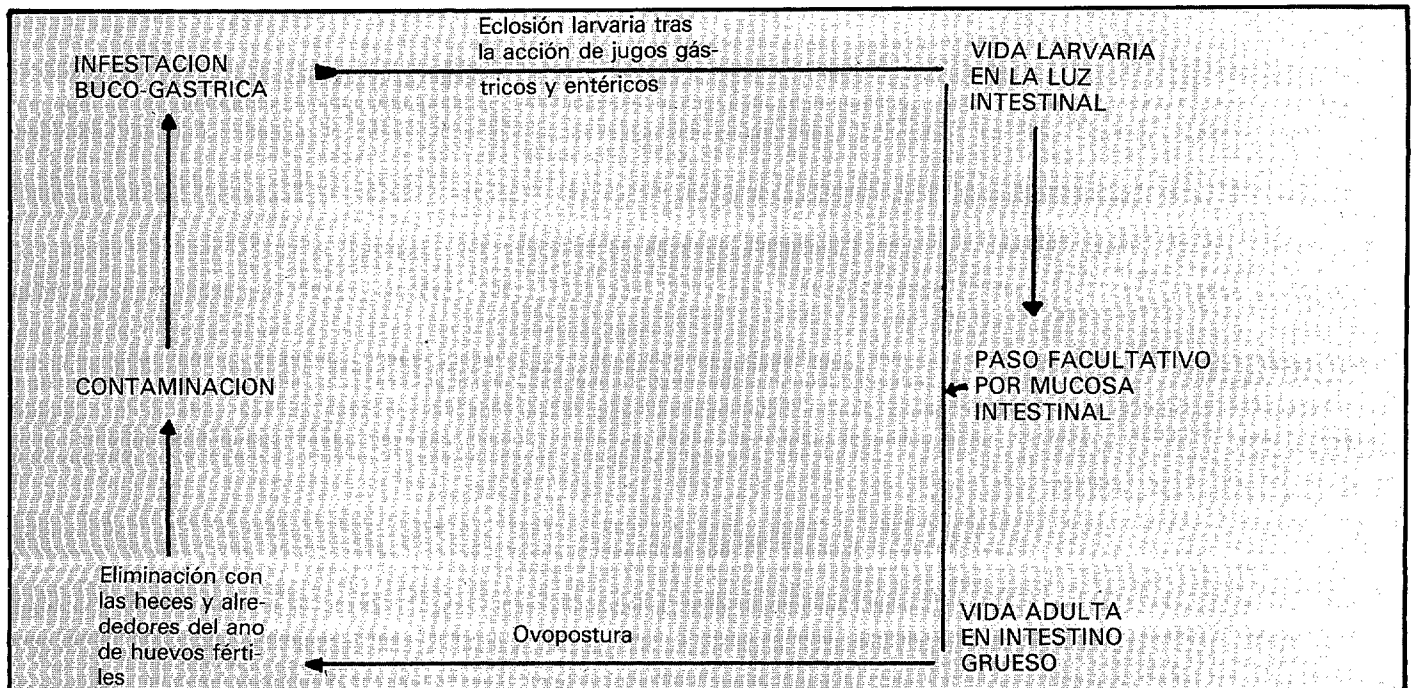 Eclosión larvaria tras
la acción de jugos gás-
tricos y entéricos
INFESTACION
BUCO-GASTRICA
VIDA LARVARIA
EN LA LUZ
INTESTINAL
CONTAMINACION
PASO FACULTATIVO
POR MUCOSA
INTESTINAL
Eliminación con
las heces y alre-
dedores del ano
de huevos férti-
les
Ovopostura
VIDA ADULTA
EN INTESTINO
GRUESO